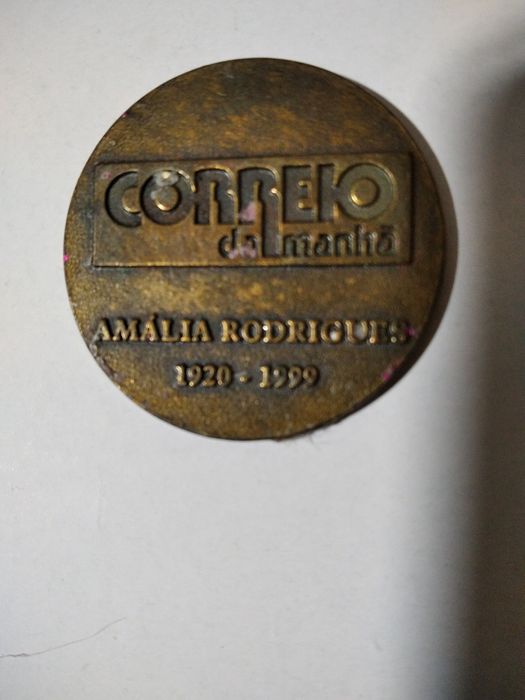 CORREIO
da manhã
AMÁLIA RODRIGUES
1920 - 1999